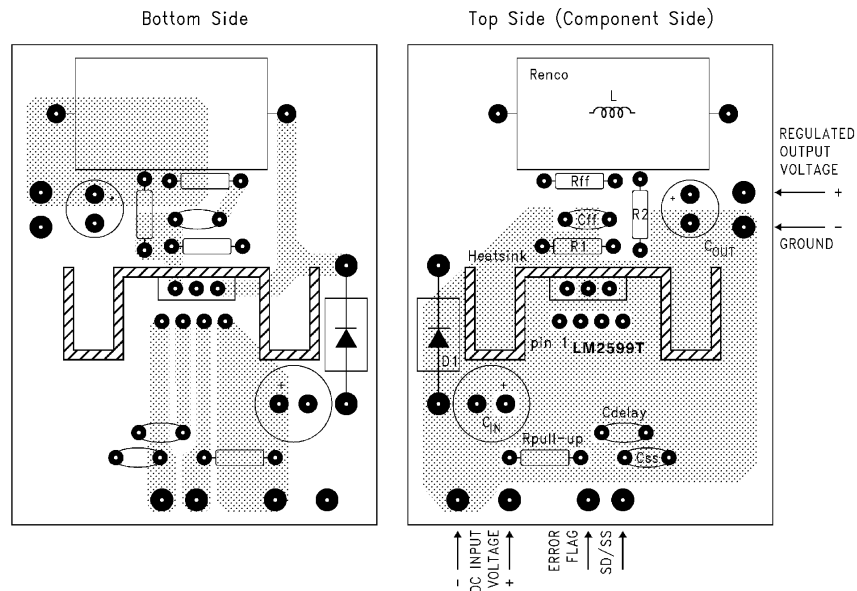 Bottom Side
Top Side (Component Side)
Renco
L
REGULATED
OUTPUT
VOLTAGE
+
-
GROUND
Rff
Cff
R2
R1
+
COUT
Heatsink
pin 1
LM2599T
D1
+
CIN
Cdelay
Rpull-up
Css
+
+
- DC INPUT
VOLTAGE +
ERROR
FLAG
SD/SS